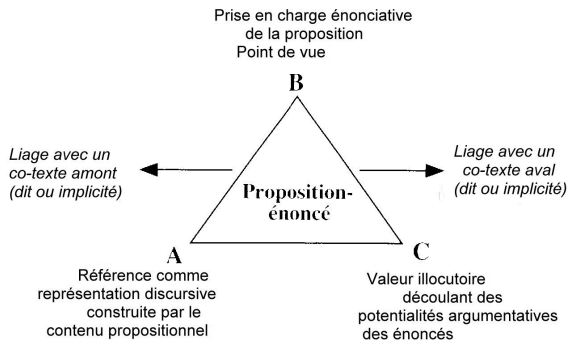 Prise en charge énonciative
de la proposition
Point de vue
B
Liage avec un
co-texte amont
(dit ou implicité)
Liage avec un
co-texte aval
(dit ou implicité)
Proposition-
énoncé
A
C
Référence comme
représentation discursive
construite par le
contenu propositionnel
Valeur illocutoire
découlant des
potentialités argumentatives
des énoncés